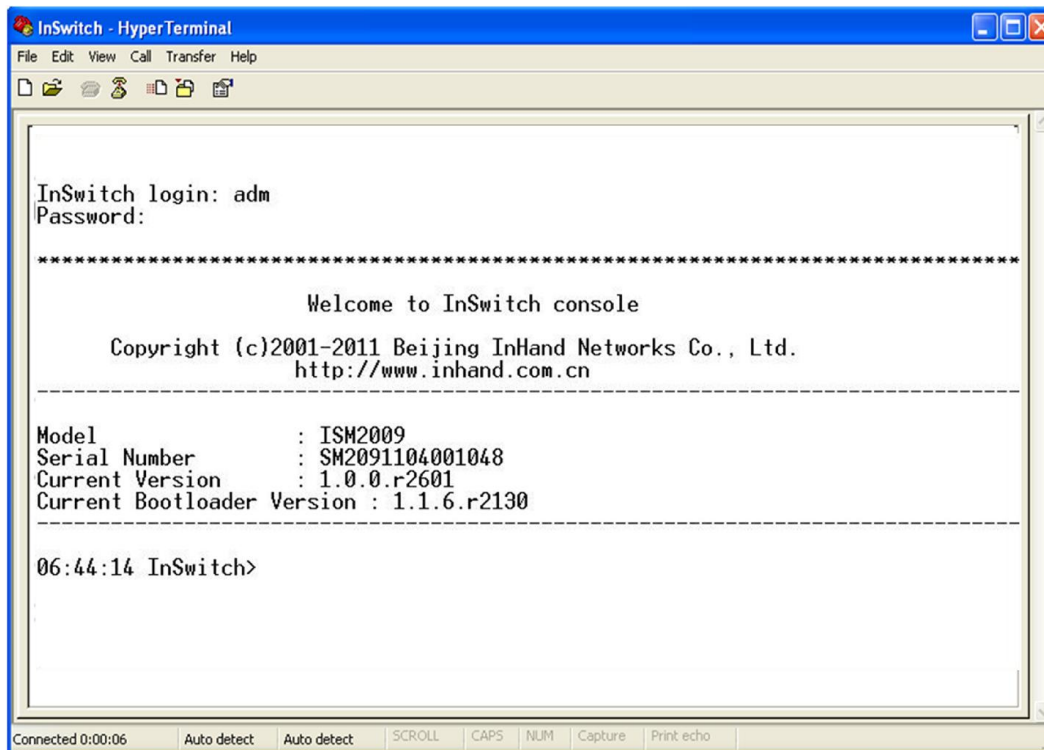 InSwitch - HyperTerminal
File Edit View Call Transfer Help
InSwitch login: adm
Password:
********************************************************************************
Welcome to InSwitch console
Copyright (c)2001-2011 Beijing InHand Networks Co., Ltd.
http://www.inhand.com.cn
--------------------------------------------------------------------------------
Model : ISM2009
Serial Number : SM2091104001048
Current Version : 1.0.0.r2601
Current Bootloader Version : 1.1.6.r2130
--------------------------------------------------------------------------------
06:44:14 InSwitch>
Connected 0:00:06 Auto detect Auto detect SCROLL CAPS NUM Capture Print echo